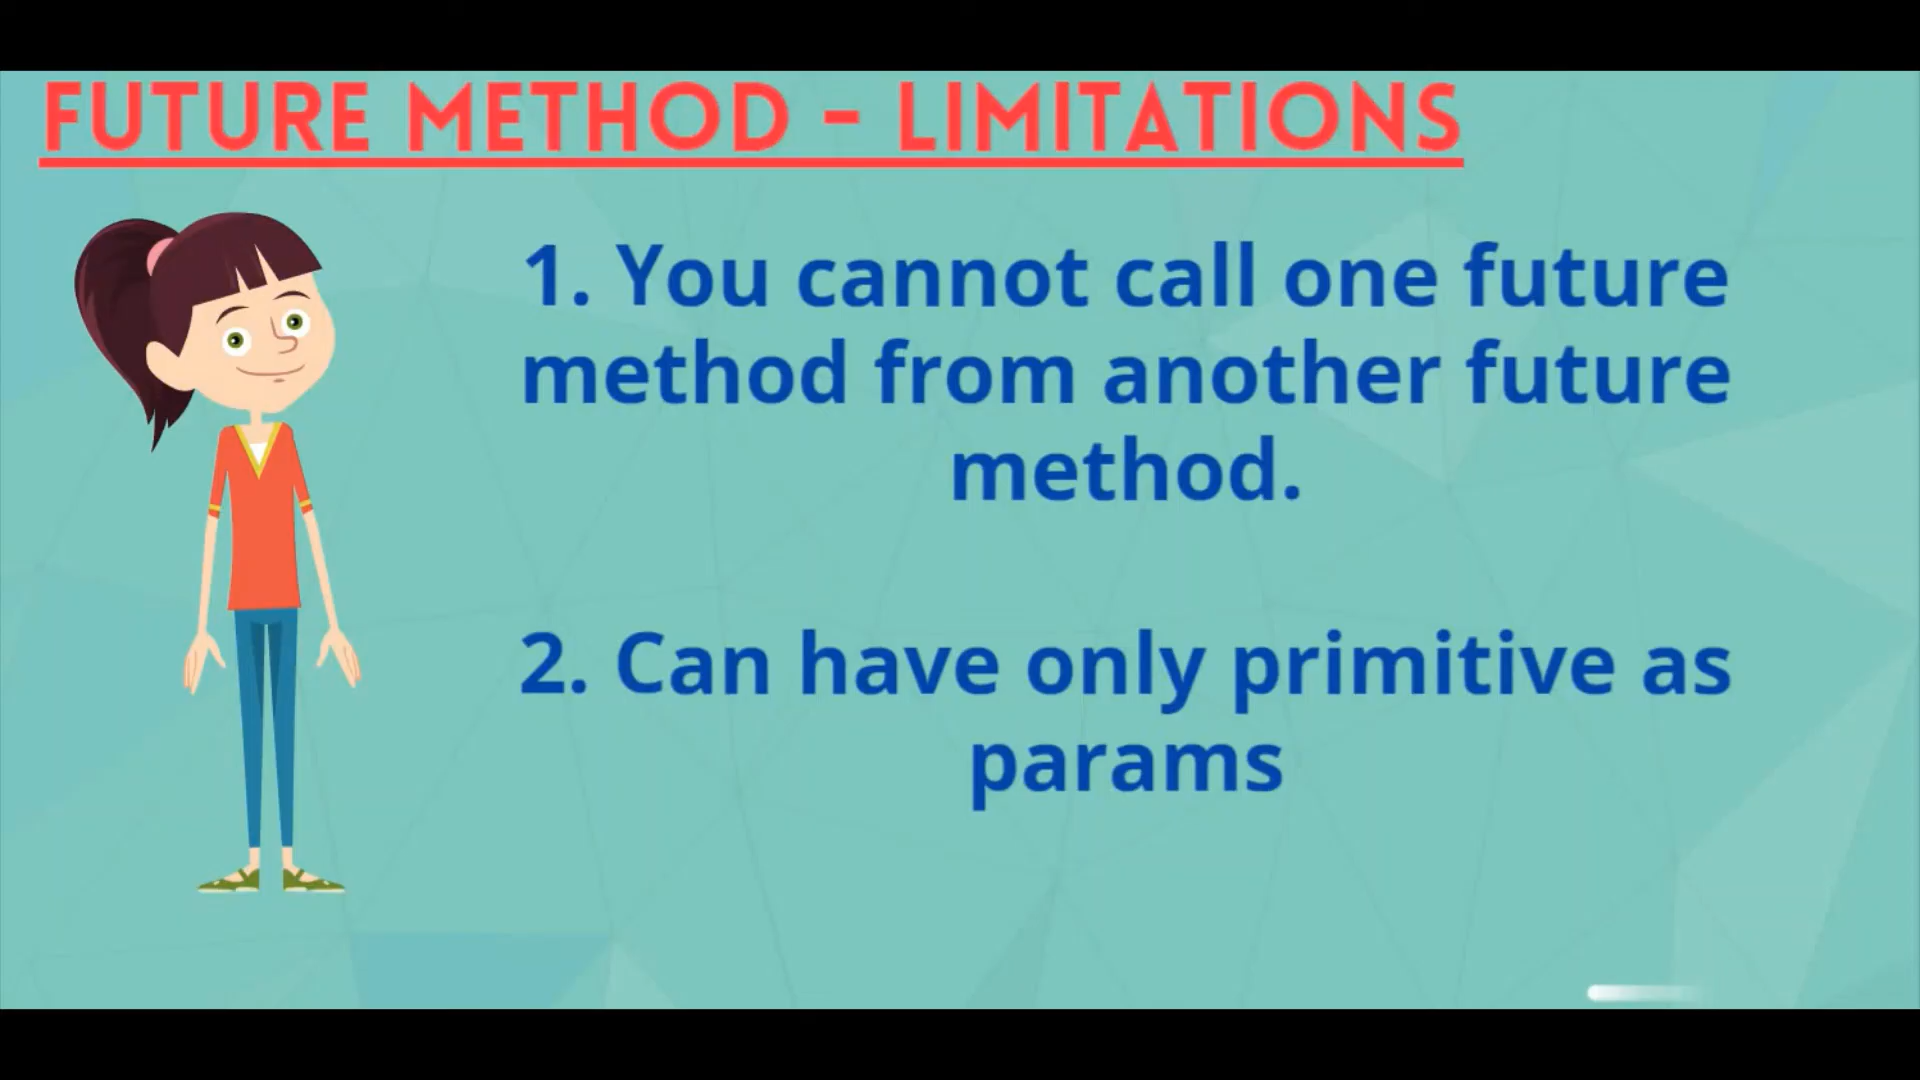 FUTURE METHOD - LIMITATIONS
1. You cannot call one future
method from another future
method.
2. Can have only primitive as
params